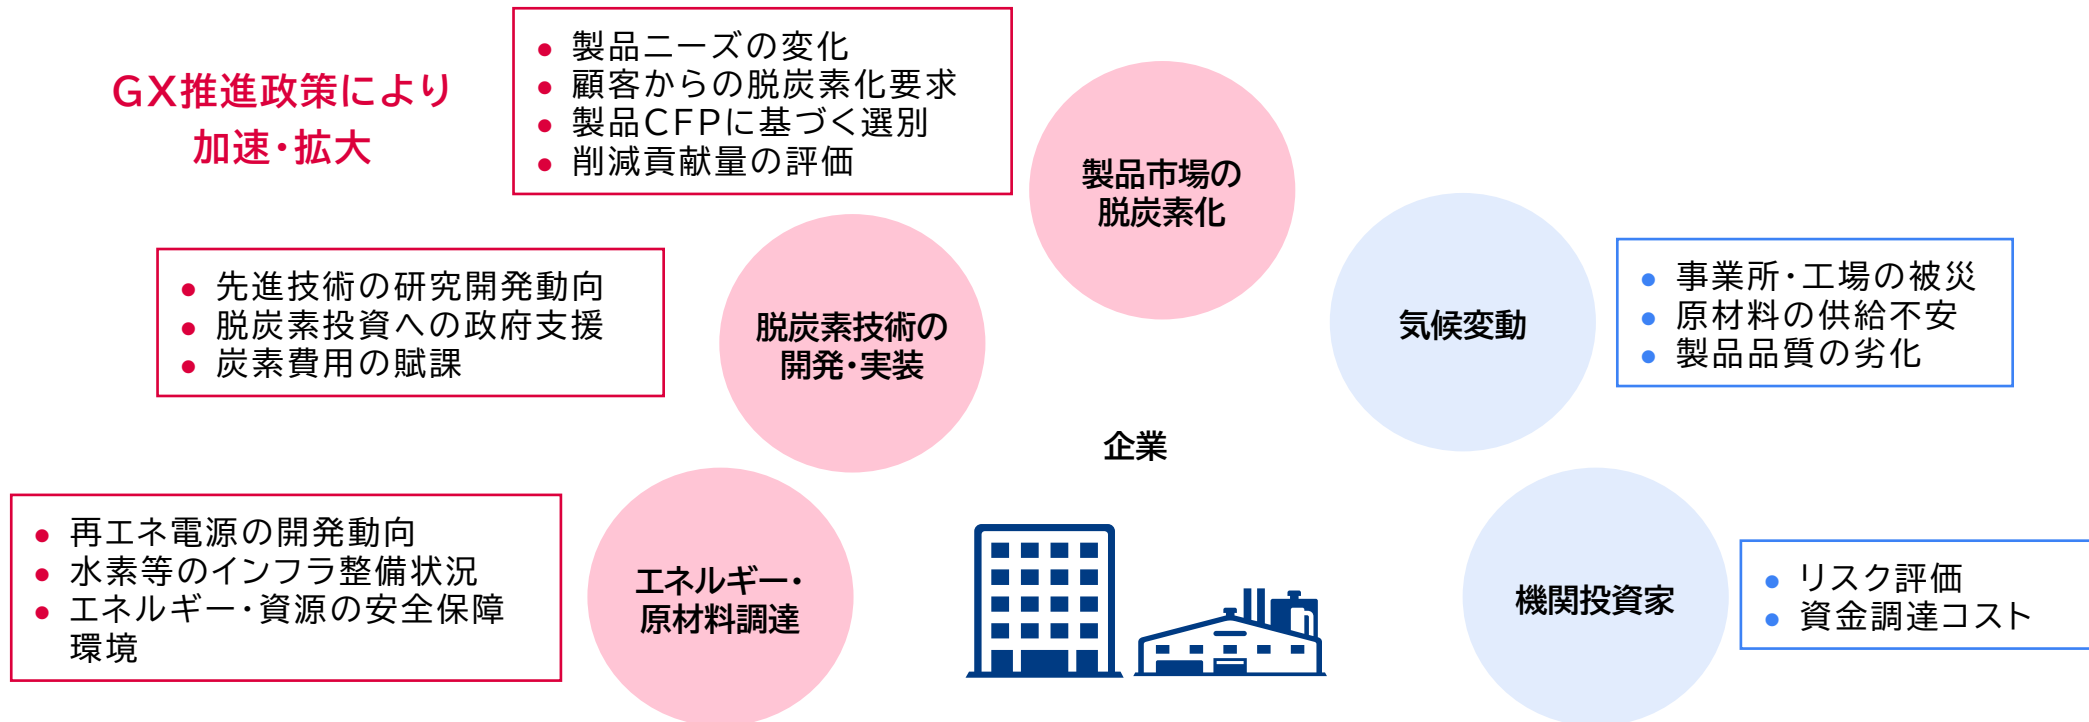 GX推進政策により
加速・拡大
● 製品ニーズの変化
● 顧客からの脱炭素化要求
● 製品CFPに基づく選別
● 削減貢献量の評価
製品市場の
脱炭素化
● 先進技術の研究開発動向
● 脱炭素投資への政府支援
● 炭素費用の賦課
脱炭素技術の
開発・実装
気候変動
● 事業所・工場の被災
● 原材料の供給不安
● 製品品質の劣化
企業
● 再エネ電源の開発動向
● 水素等のインフラ整備状況
● エネルギー・資源の安全保障
環境
エネルギー・
原材料調達
機関投資家
● リスク評価
● 資金調達コスト